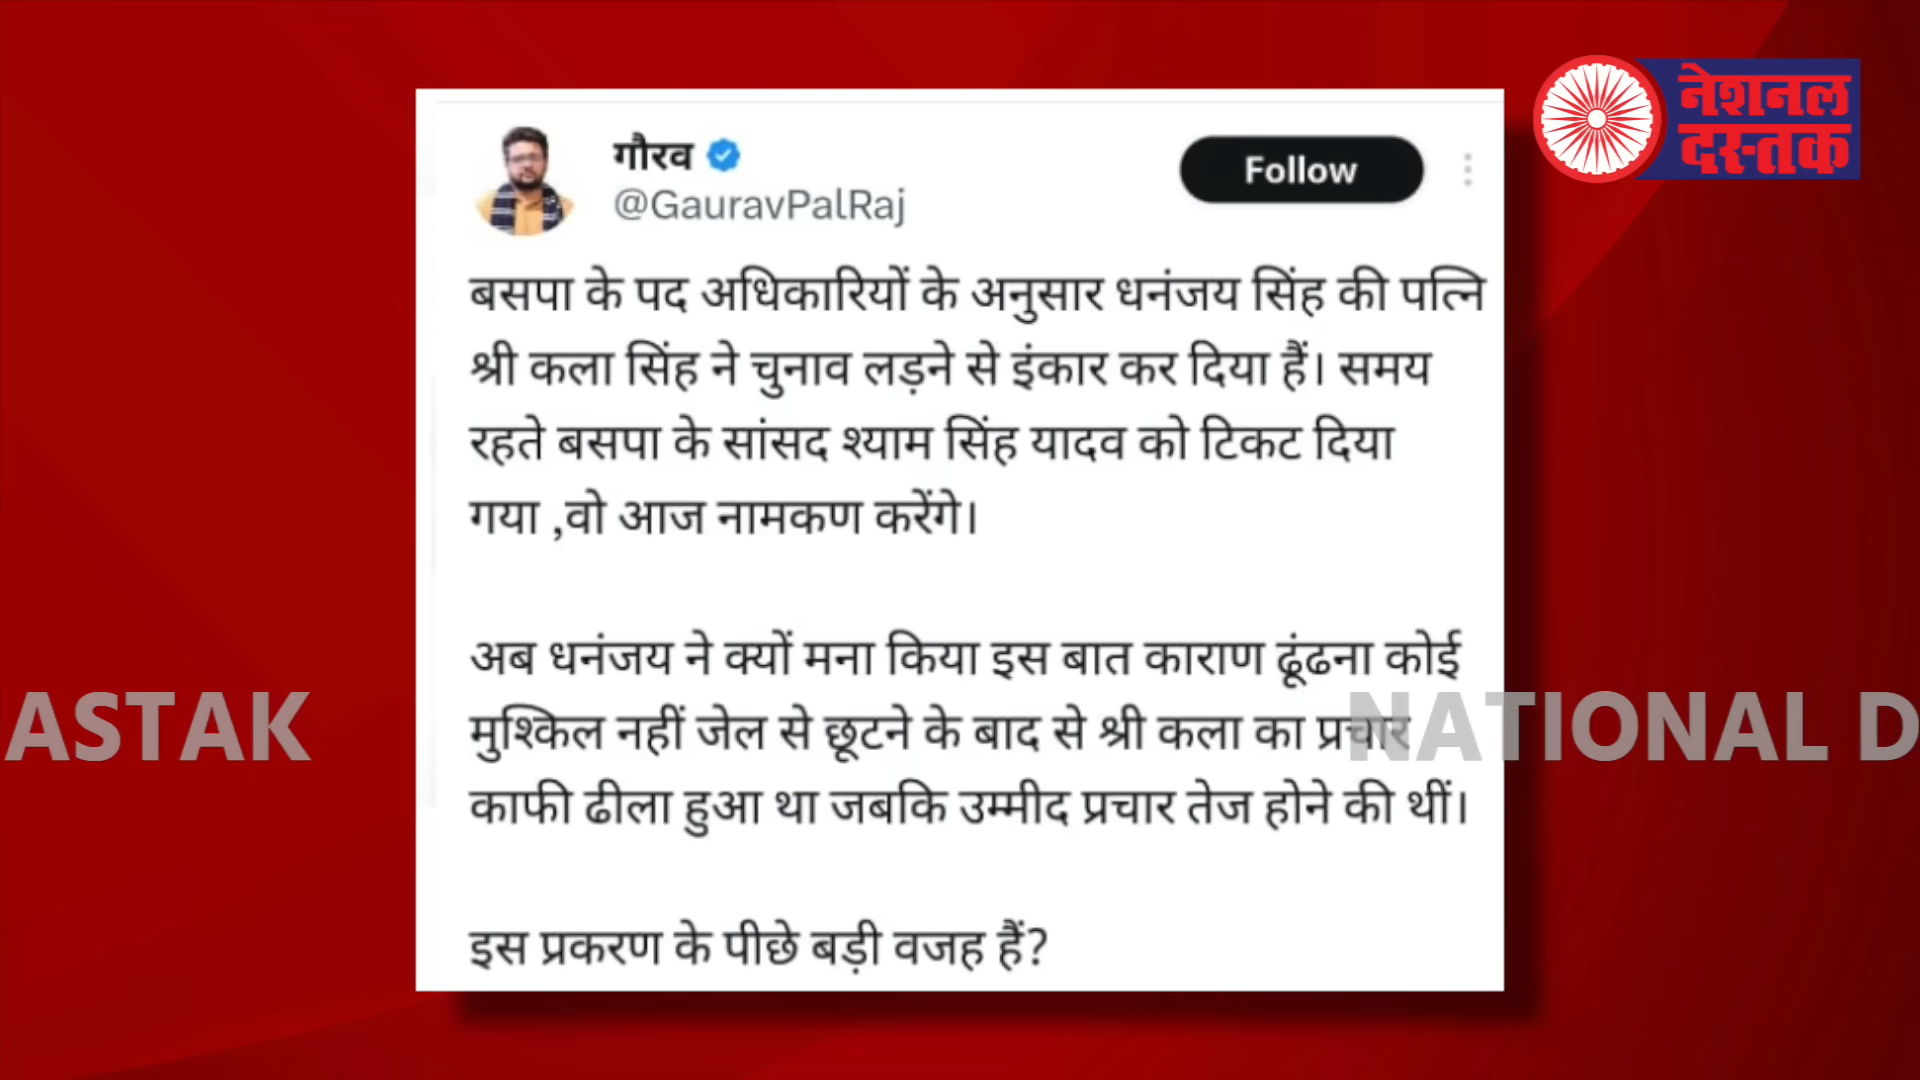 नेशनल
दस्तक
गौरव
@GauravPalRaj
Follow
बसपा के पद अधिकारियों के अनुसार धनंजय सिंह की पत्नि
श्री कला सिंह ने चुनाव लड़ने से इंकार कर दिया हैं। समय
रहते बसपा के सांसद श्याम सिंह यादव को टिकट दिया
गया ,वो आज नामकण करेंगे।
अब धनंजय ने क्यों मना किया इस बात काराण ढूंढना कोई
मुश्किल नहीं जेल से छूटने के बाद से श्री कला का प्रचार
काफी ढीला हुआ था जबकि उम्मीद प्रचार तेज होने की थीं।
इस प्रकरण के पीछे बड़ी वजह हैं?
ASTAK
NATIONAL D